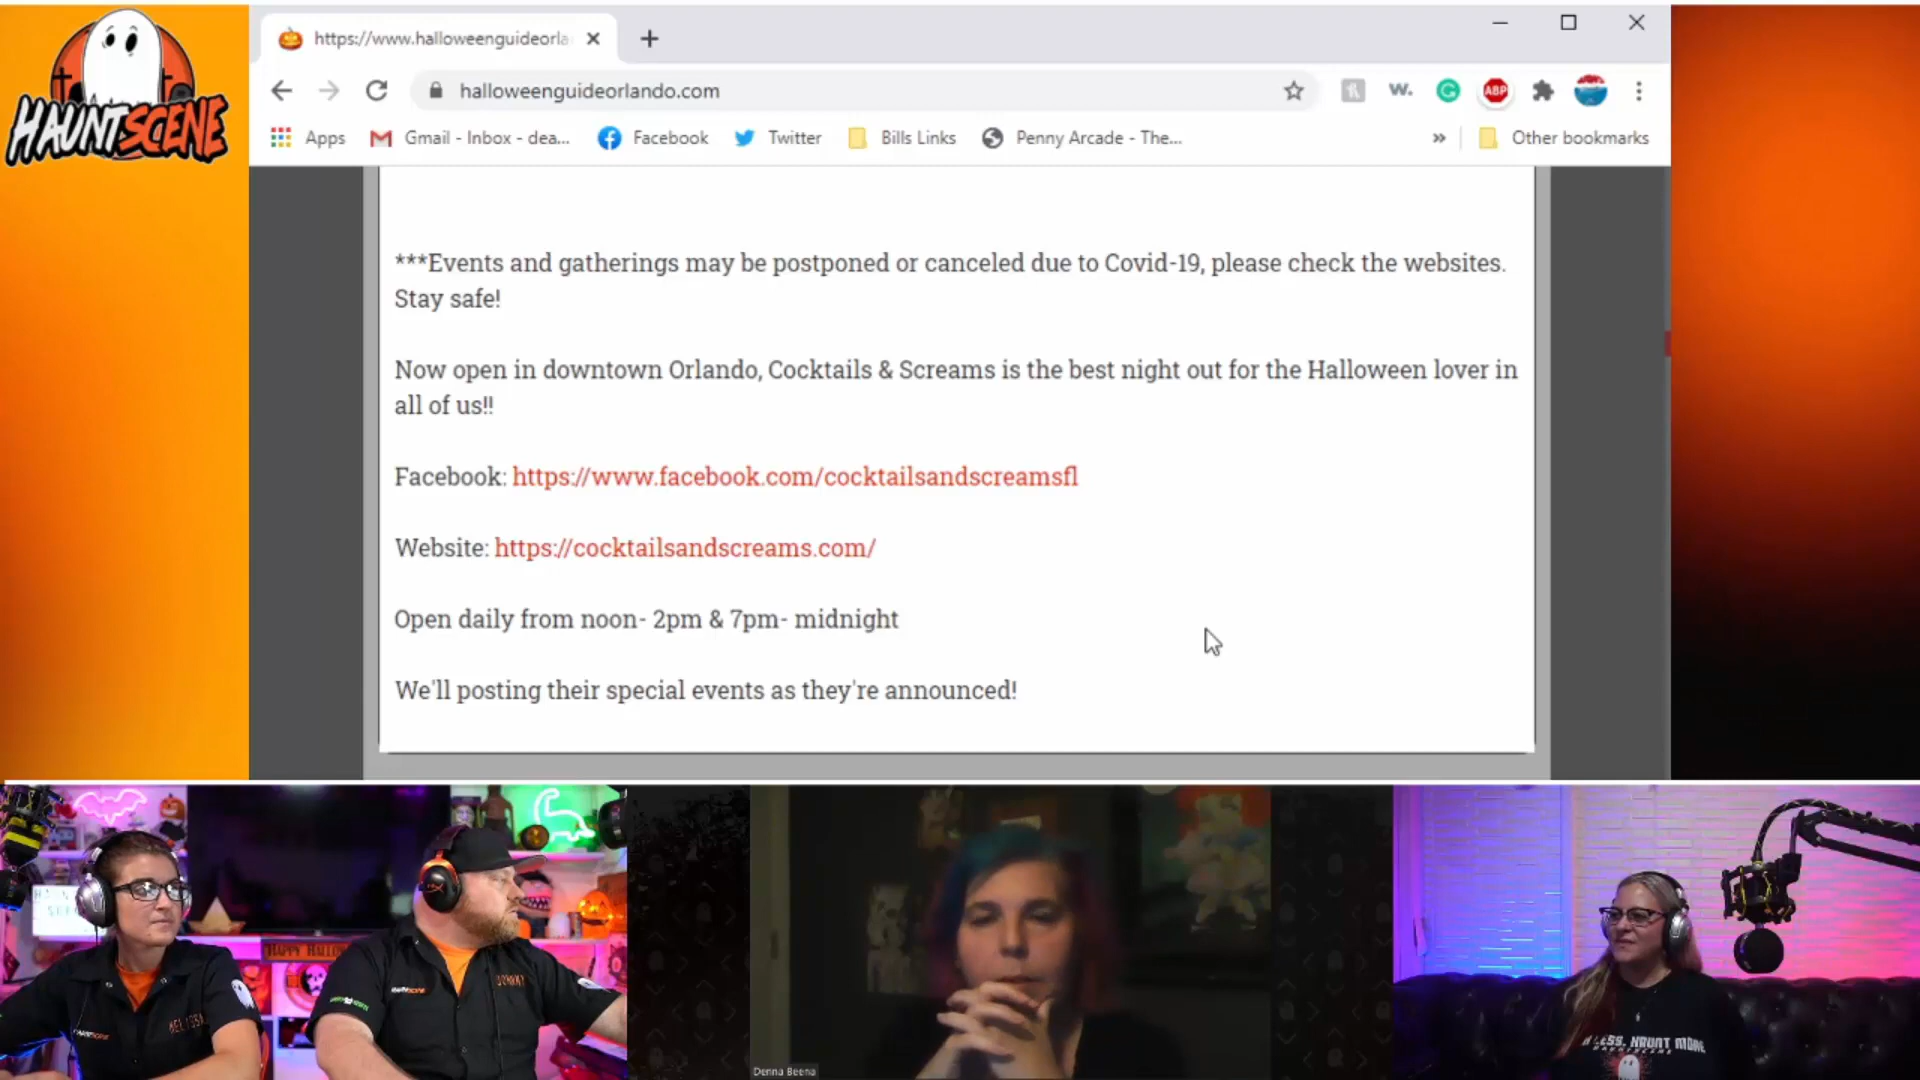 HAUNTSCENE
https://www.halloweenguideorla
halloweenguideorlando.com
ABP
Apps
Gmail - Inbox - dea...
Facebook
Twitter
Bills Links
Penny Arcade - The...
Other bookmarks
***Events and gatherings may be postponed or canceled due to Covid-19, please check the websites.
Stay safe!
Now open in downtown Orlando, Cocktails & Screams is the best night out for the Halloween lover in
all of us!!
Facebook: https://www.facebook.com/cocktailsandscreamsfl
Website: https://cocktailsandscreams.com/
Open daily from noon- 2pm & 7pm- midnight
We'll posting their special events as they're announced!
Denna Beena